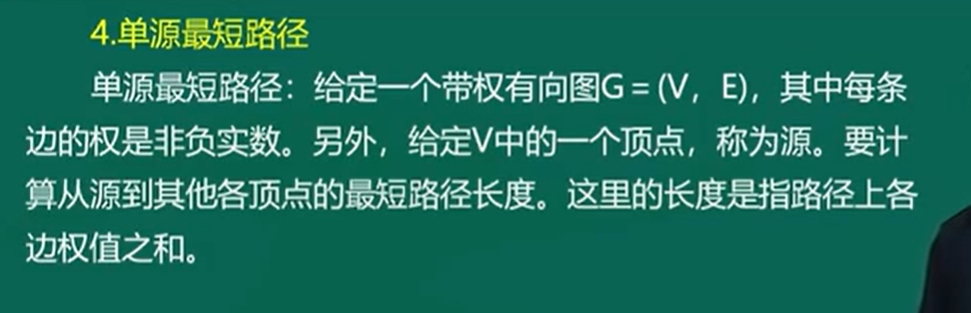 4.单源最短路径
单源最短路径：给定一个带权有向图G = (V，E)，其中每条
边的权是非负实数。另外，给定V中的一个顶点，称为源。要计
算从源到其他各顶点的最短路径长度。这里的长度是指路径上各
边权值之和。